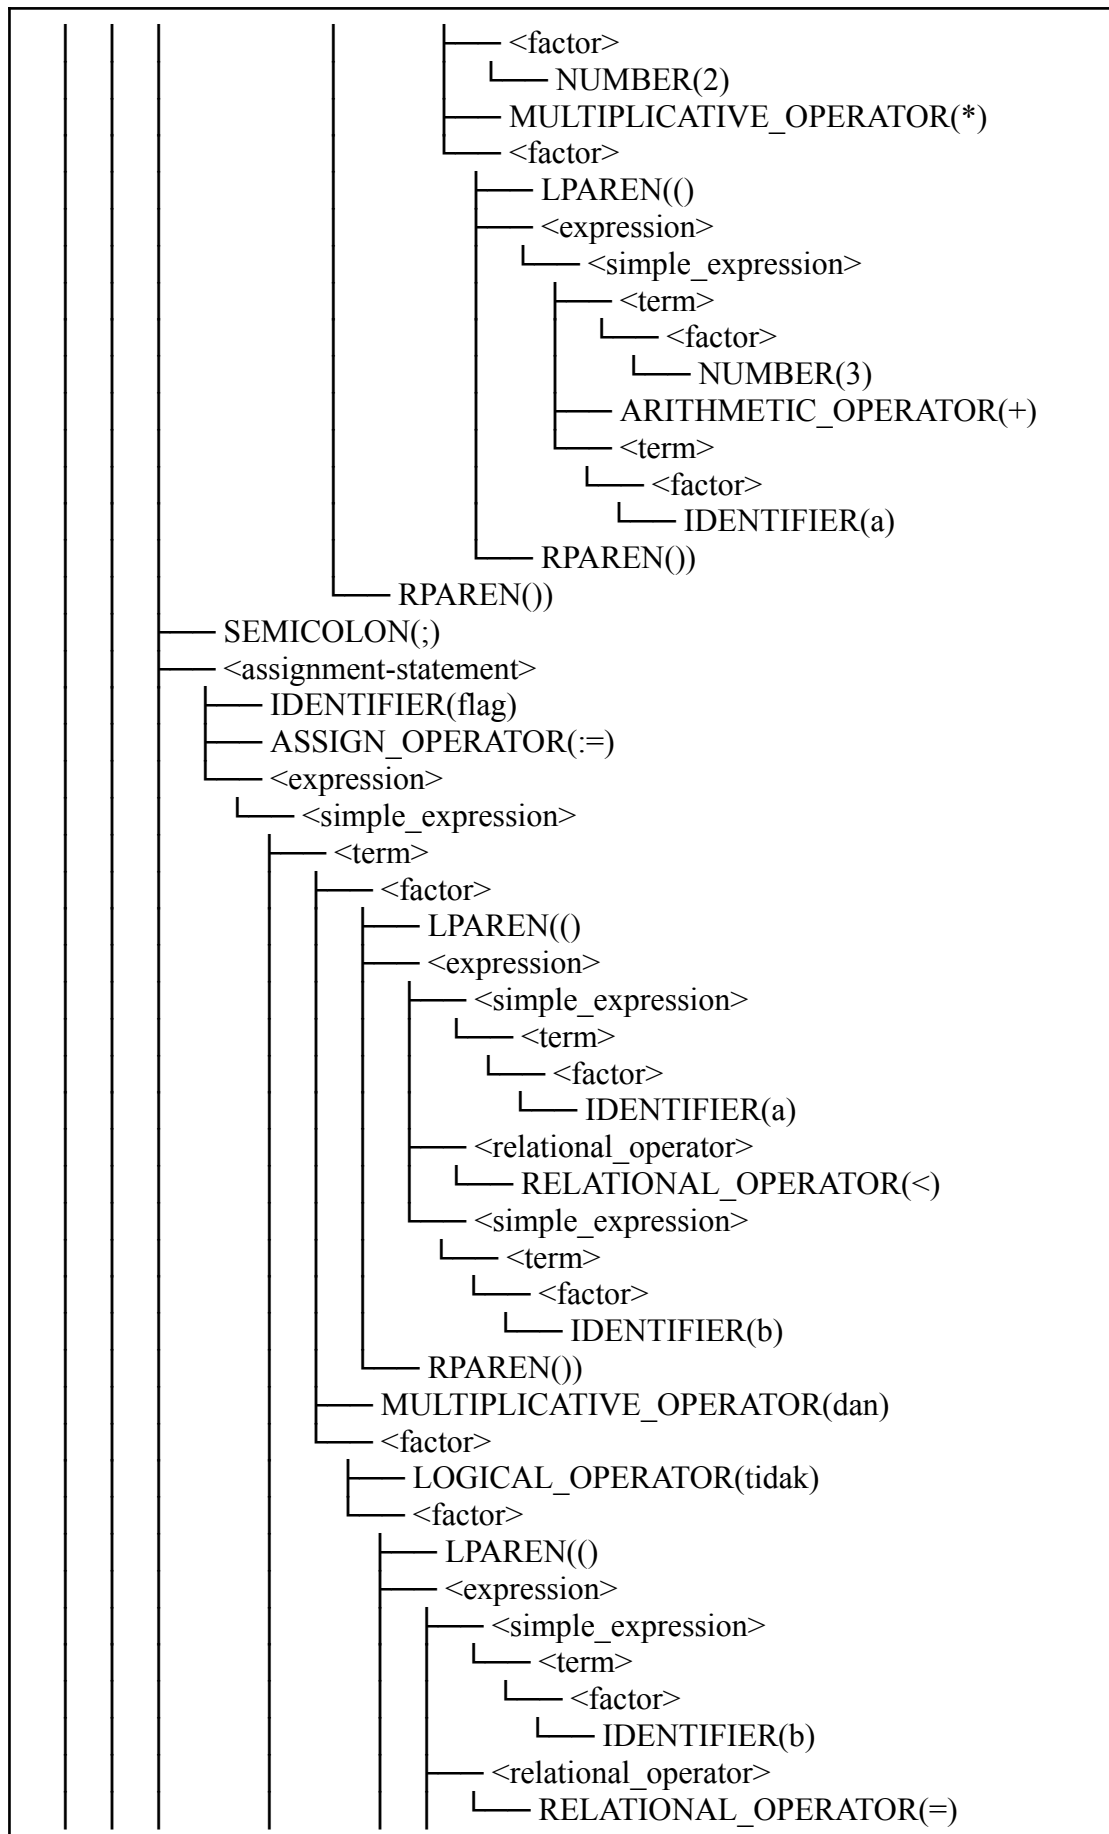 <factor>
NUMBER(2)
MULTIPLICATIVE_OPERATOR(*)
<factor>
LPAREN(()
<expression>
<simple_expression>
<term>
<factor>
NUMBER(3)
ARITHMETIC_OPERATOR(+)
<term>
<factor>
IDENTIFIER(a)
RPAREN())
RPAREN())
SEMICOLON(;)
<assignment-statement>
IDENTIFIER(flag)
ASSIGN_OPERATOR(:=)
<expression>
<simple_expression>
<term>
<factor>
LPAREN(()
<expression>
<simple_expression>
<term>
<factor>
IDENTIFIER(a)
<relational_operator>
RELATIONAL_OPERATOR(<)
<simple_expression>
<term>
<factor>
IDENTIFIER(b)
RPAREN())
MULTIPLICATIVE_OPERATOR(dan)
<factor>
LOGICAL_OPERATOR(tidak)
<factor>
LPAREN(()
<expression>
<simple_expression>
<term>
<factor>
IDENTIFIER(b)
<relational_operator>
RELATIONAL_OPERATOR(=)